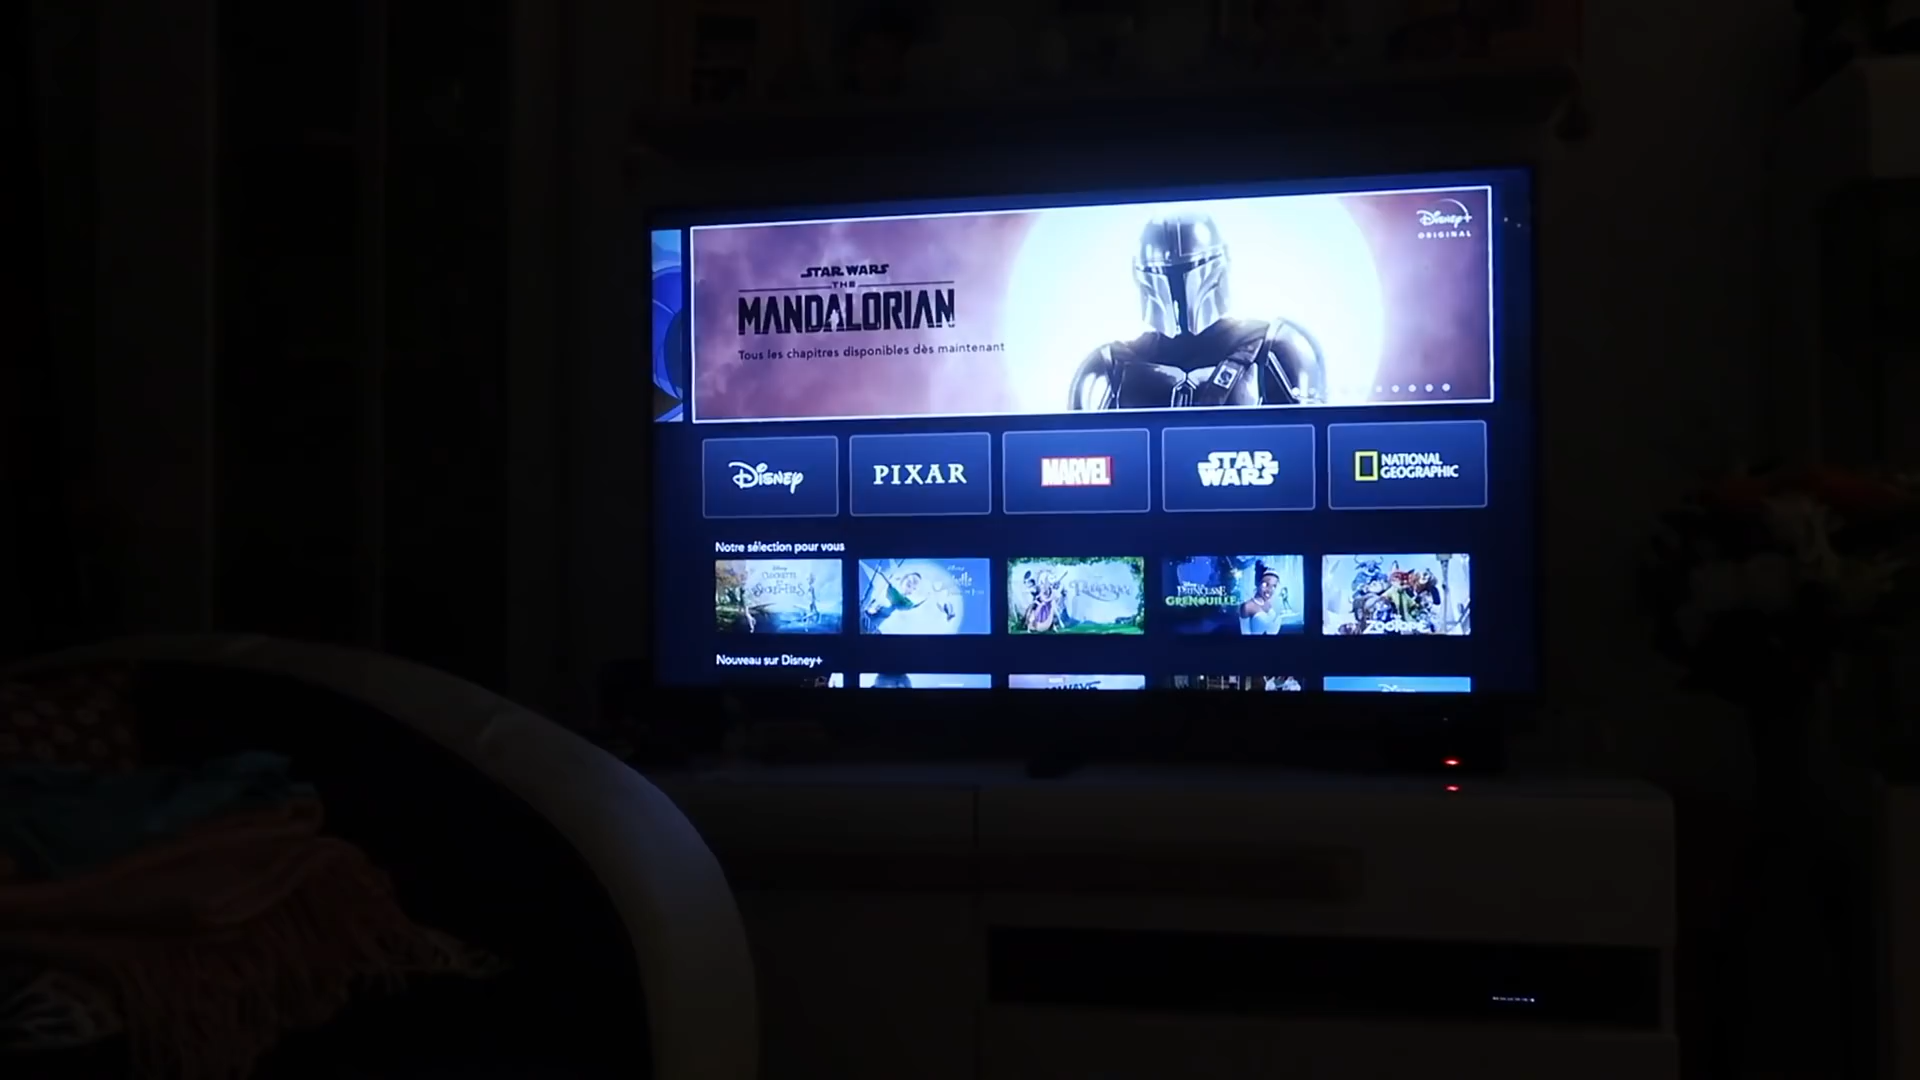 Disney+
ORIGINAL
STAR WARS
THE
MANDALORIAN
Tous les chapitres disponibles dès maintenant
Disney
PIXAR
MARVEL
STAR
WARS
NATIONAL
GEOGRAPHIC
Notre sélection pour vous
Disney
PRINCESSE
GRENOUILLE
ZOOTOPIE
Nouveau sur Disney+